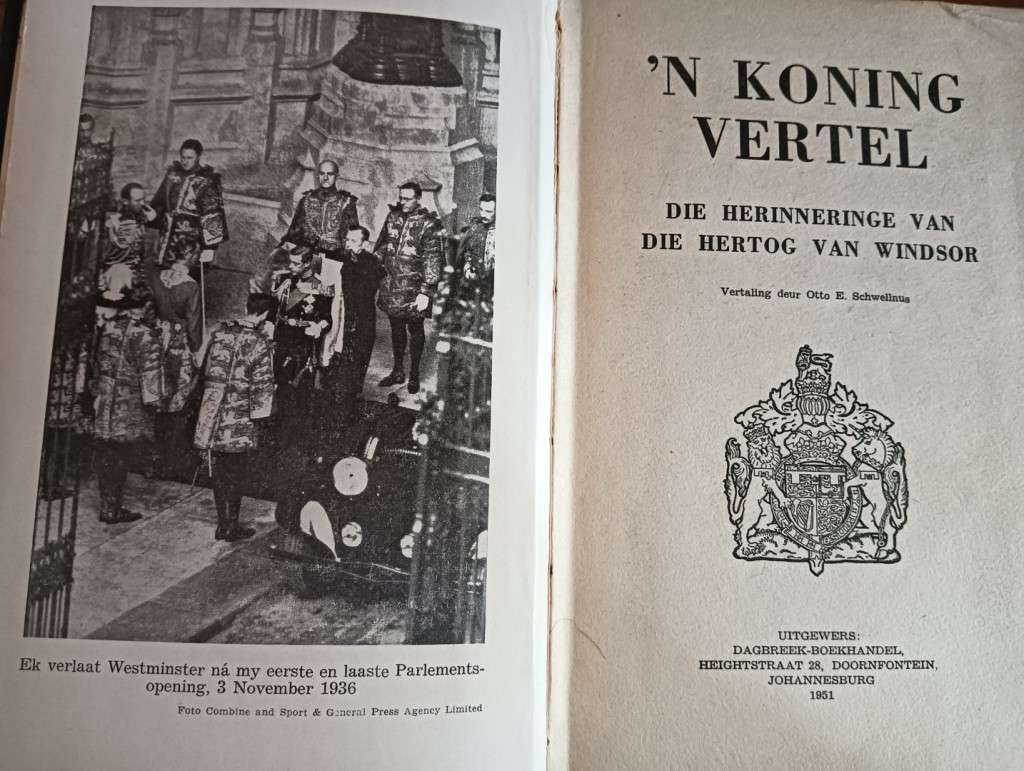 Ek verlaat Westminster ná my eerste en laaste Parlements-
opening, 3 November 1936
Foto Combine and Sport & General Press Agency Limited
'N KONING
VERTEL
DIE HERINNERINGE VAN
DIE HERTOG VAN WINDSOR
Vertaling deur Otto E. Schwellnus
UITGEWERS:
DAGBREEK-BOEKHANDEL,
HEIGHTSTRAAT 28, DOORNFONTEIN,
JOHANNESBURG
1951